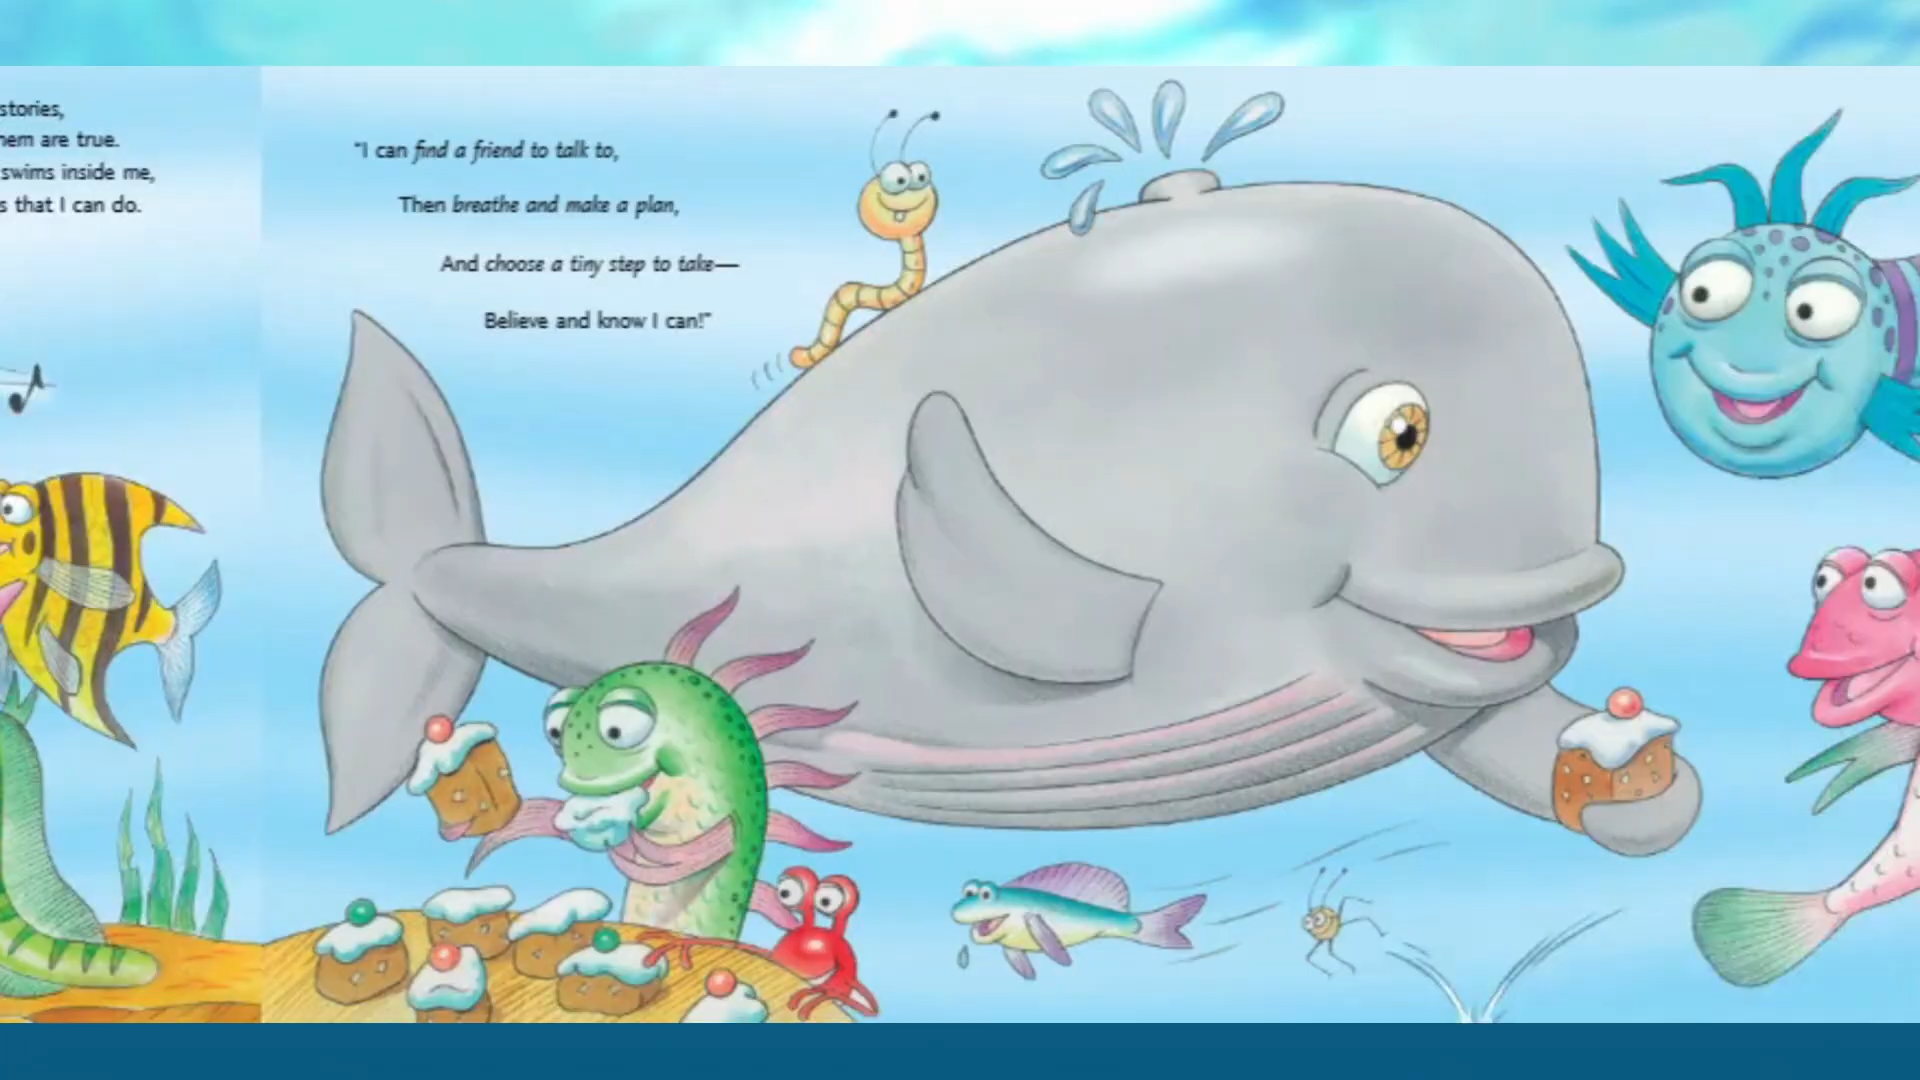 stories,
hem are true.
swims inside me,
s that I can do.
"I can find a friend to talk to,
Then breathe and make a plan,
And choose a tiny step to take—
Believe and know I can!"